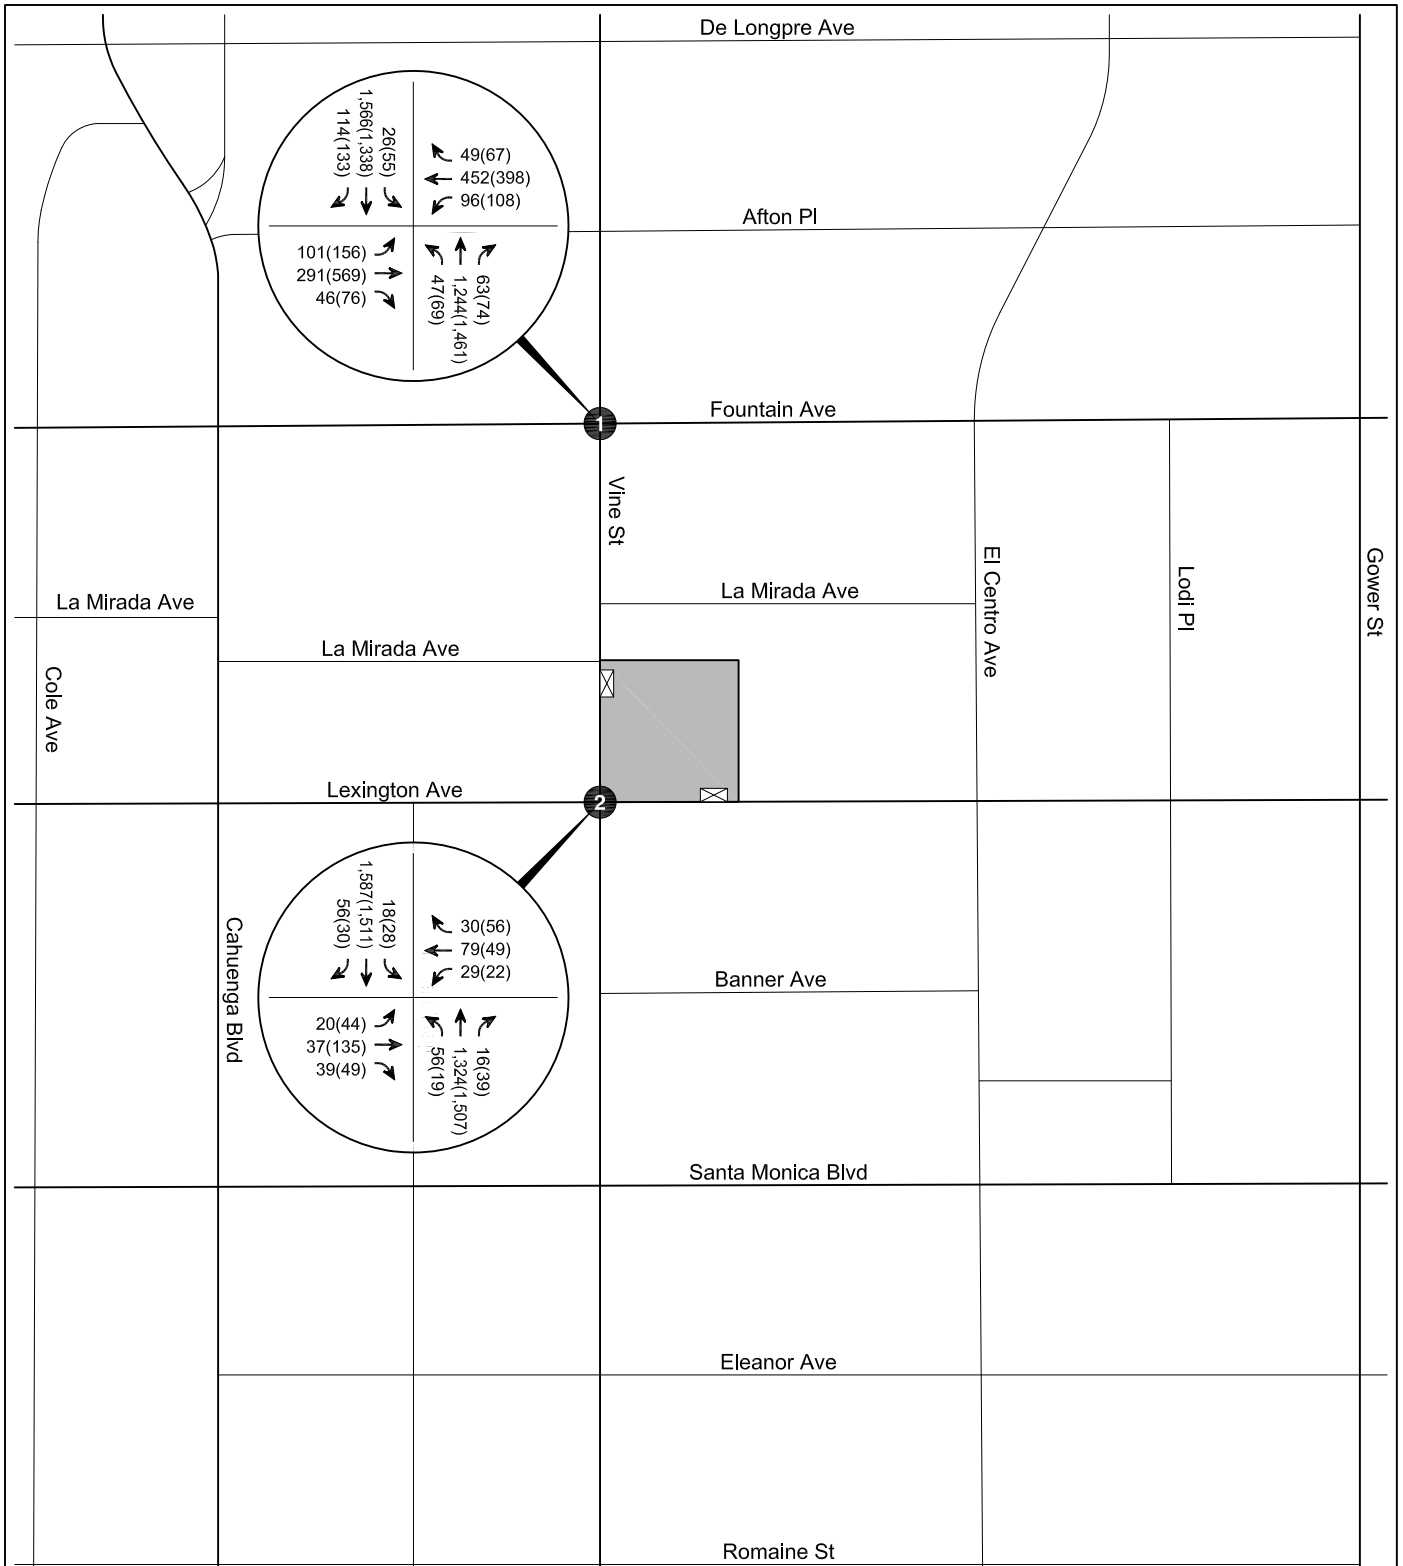 De Longpre Ave
114(133)
1,566(1,338)
26(55)
49(67)
452(398)
96(108)
Afton Pl
101(156)
291(569)
46(76)
47(69)
1,244(1,461)
63(74)
Fountain Ave
1
Vine St
El Centro Ave
Lodi Pl
Gower St
La Mirada Ave
La Mirada Ave
La Mirada Ave
Cole Ave
Lexington Ave
2
56(30)
1,587(1,511)
18(28)
30(56)
79(49)
29(22)
Cahuenga Blvd
Banner Ave
20(44)
37(135)
39(49)
56(19)
1,324(1,507)
16(39)
Santa Monica Blvd
Eleanor Ave
Romaine St